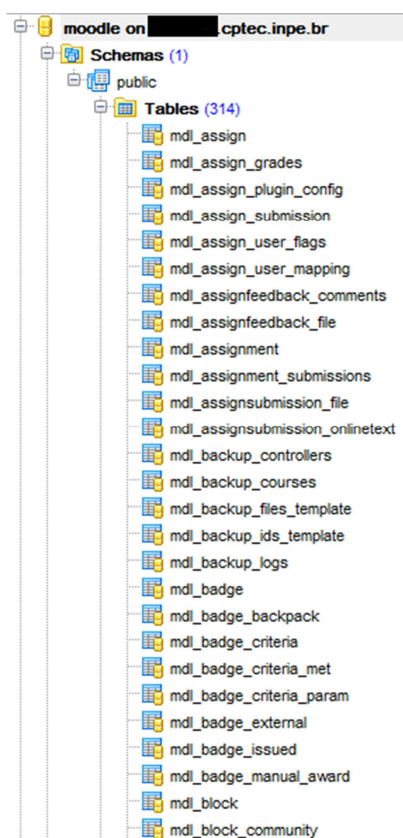 moodle on .cptec.inpe.br
Schemas (1)
public
Tables (314)
mdl_assign
mdl_assign_grades
mdl_assign_plugin_config
mdl_assign_submission
mdl_assign_user_flags
mdl_assign_user_mapping
mdl_assignfeedback_comments
mdl_assignfeedback_file
mdl_assignment
mdl_assignment_submissions
mdl_assignsubmission_file
mdl_assignsubmission_onlinetext
mdl_backup_controllers
mdl_backup_courses
mdl_backup_files_template
mdl_backup_ids_template
mdl_backup_logs
mdl_badge
mdl_badge_backpack
mdl_badge_criteria
mdl_badge_criteria_met
mdl_badge_criteria_param
mdl_badge_external
mdl_badge_issued
mdl_badge_manual_award
mdl_block
mdl_block_community